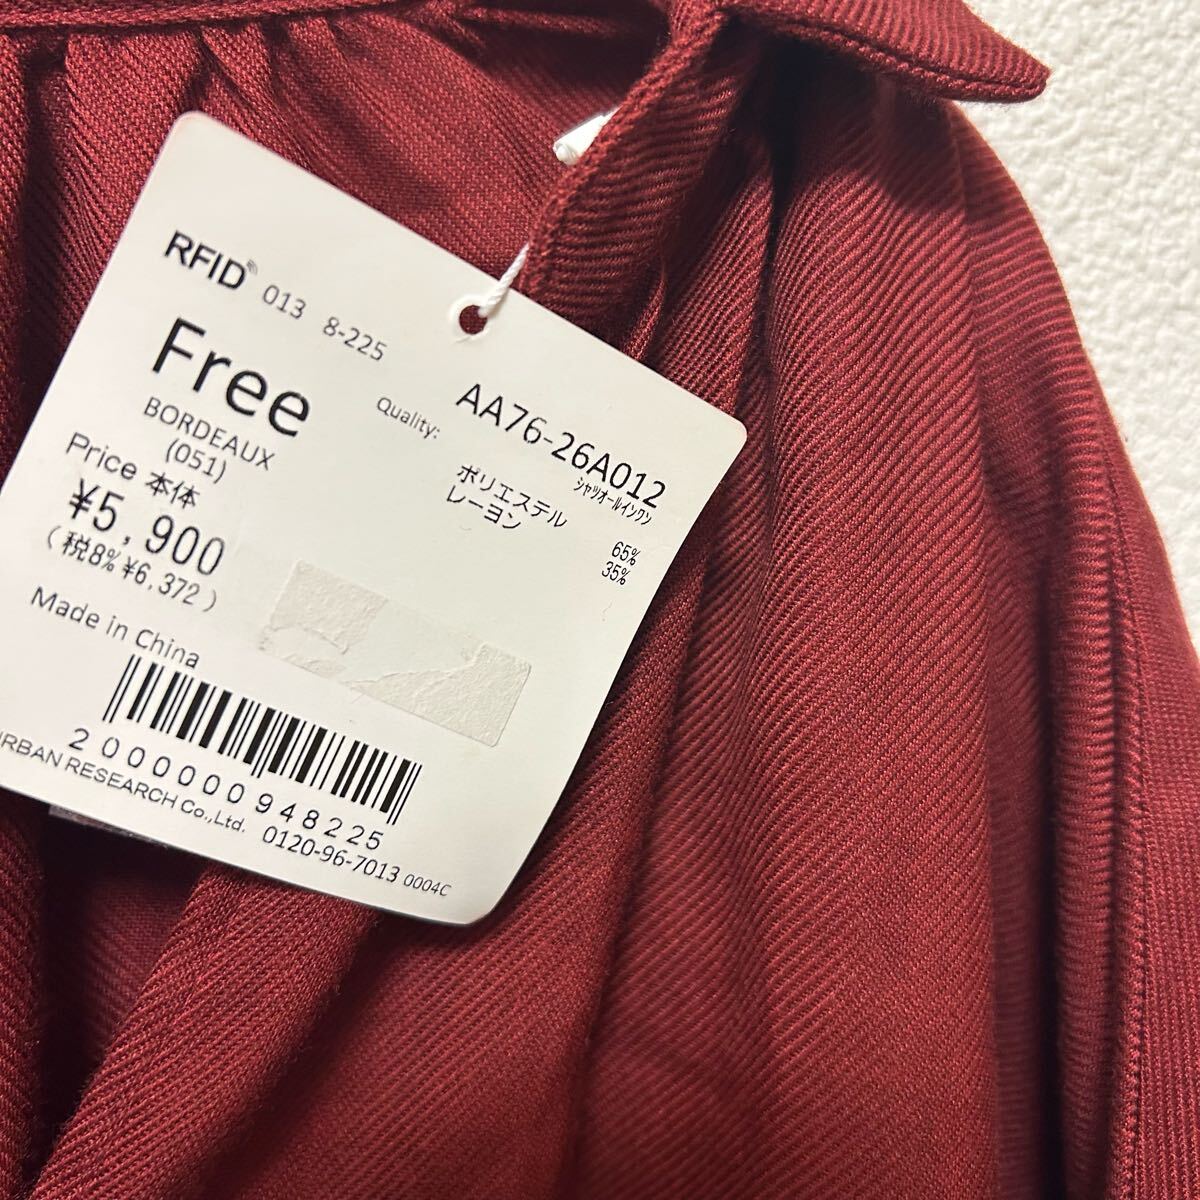 RFID 013 8-225
Free
BORDEAUX
(051)
Price 本体
¥5,900
(税8% ¥6,372)
Made in China
AA76-26A012
シャツオールインワン
Quality:
ポリエステル 65%
レーヨン 35%
2000000948225
URBAN RESEARCH Co.,Ltd.
0120-96-7013 0004C